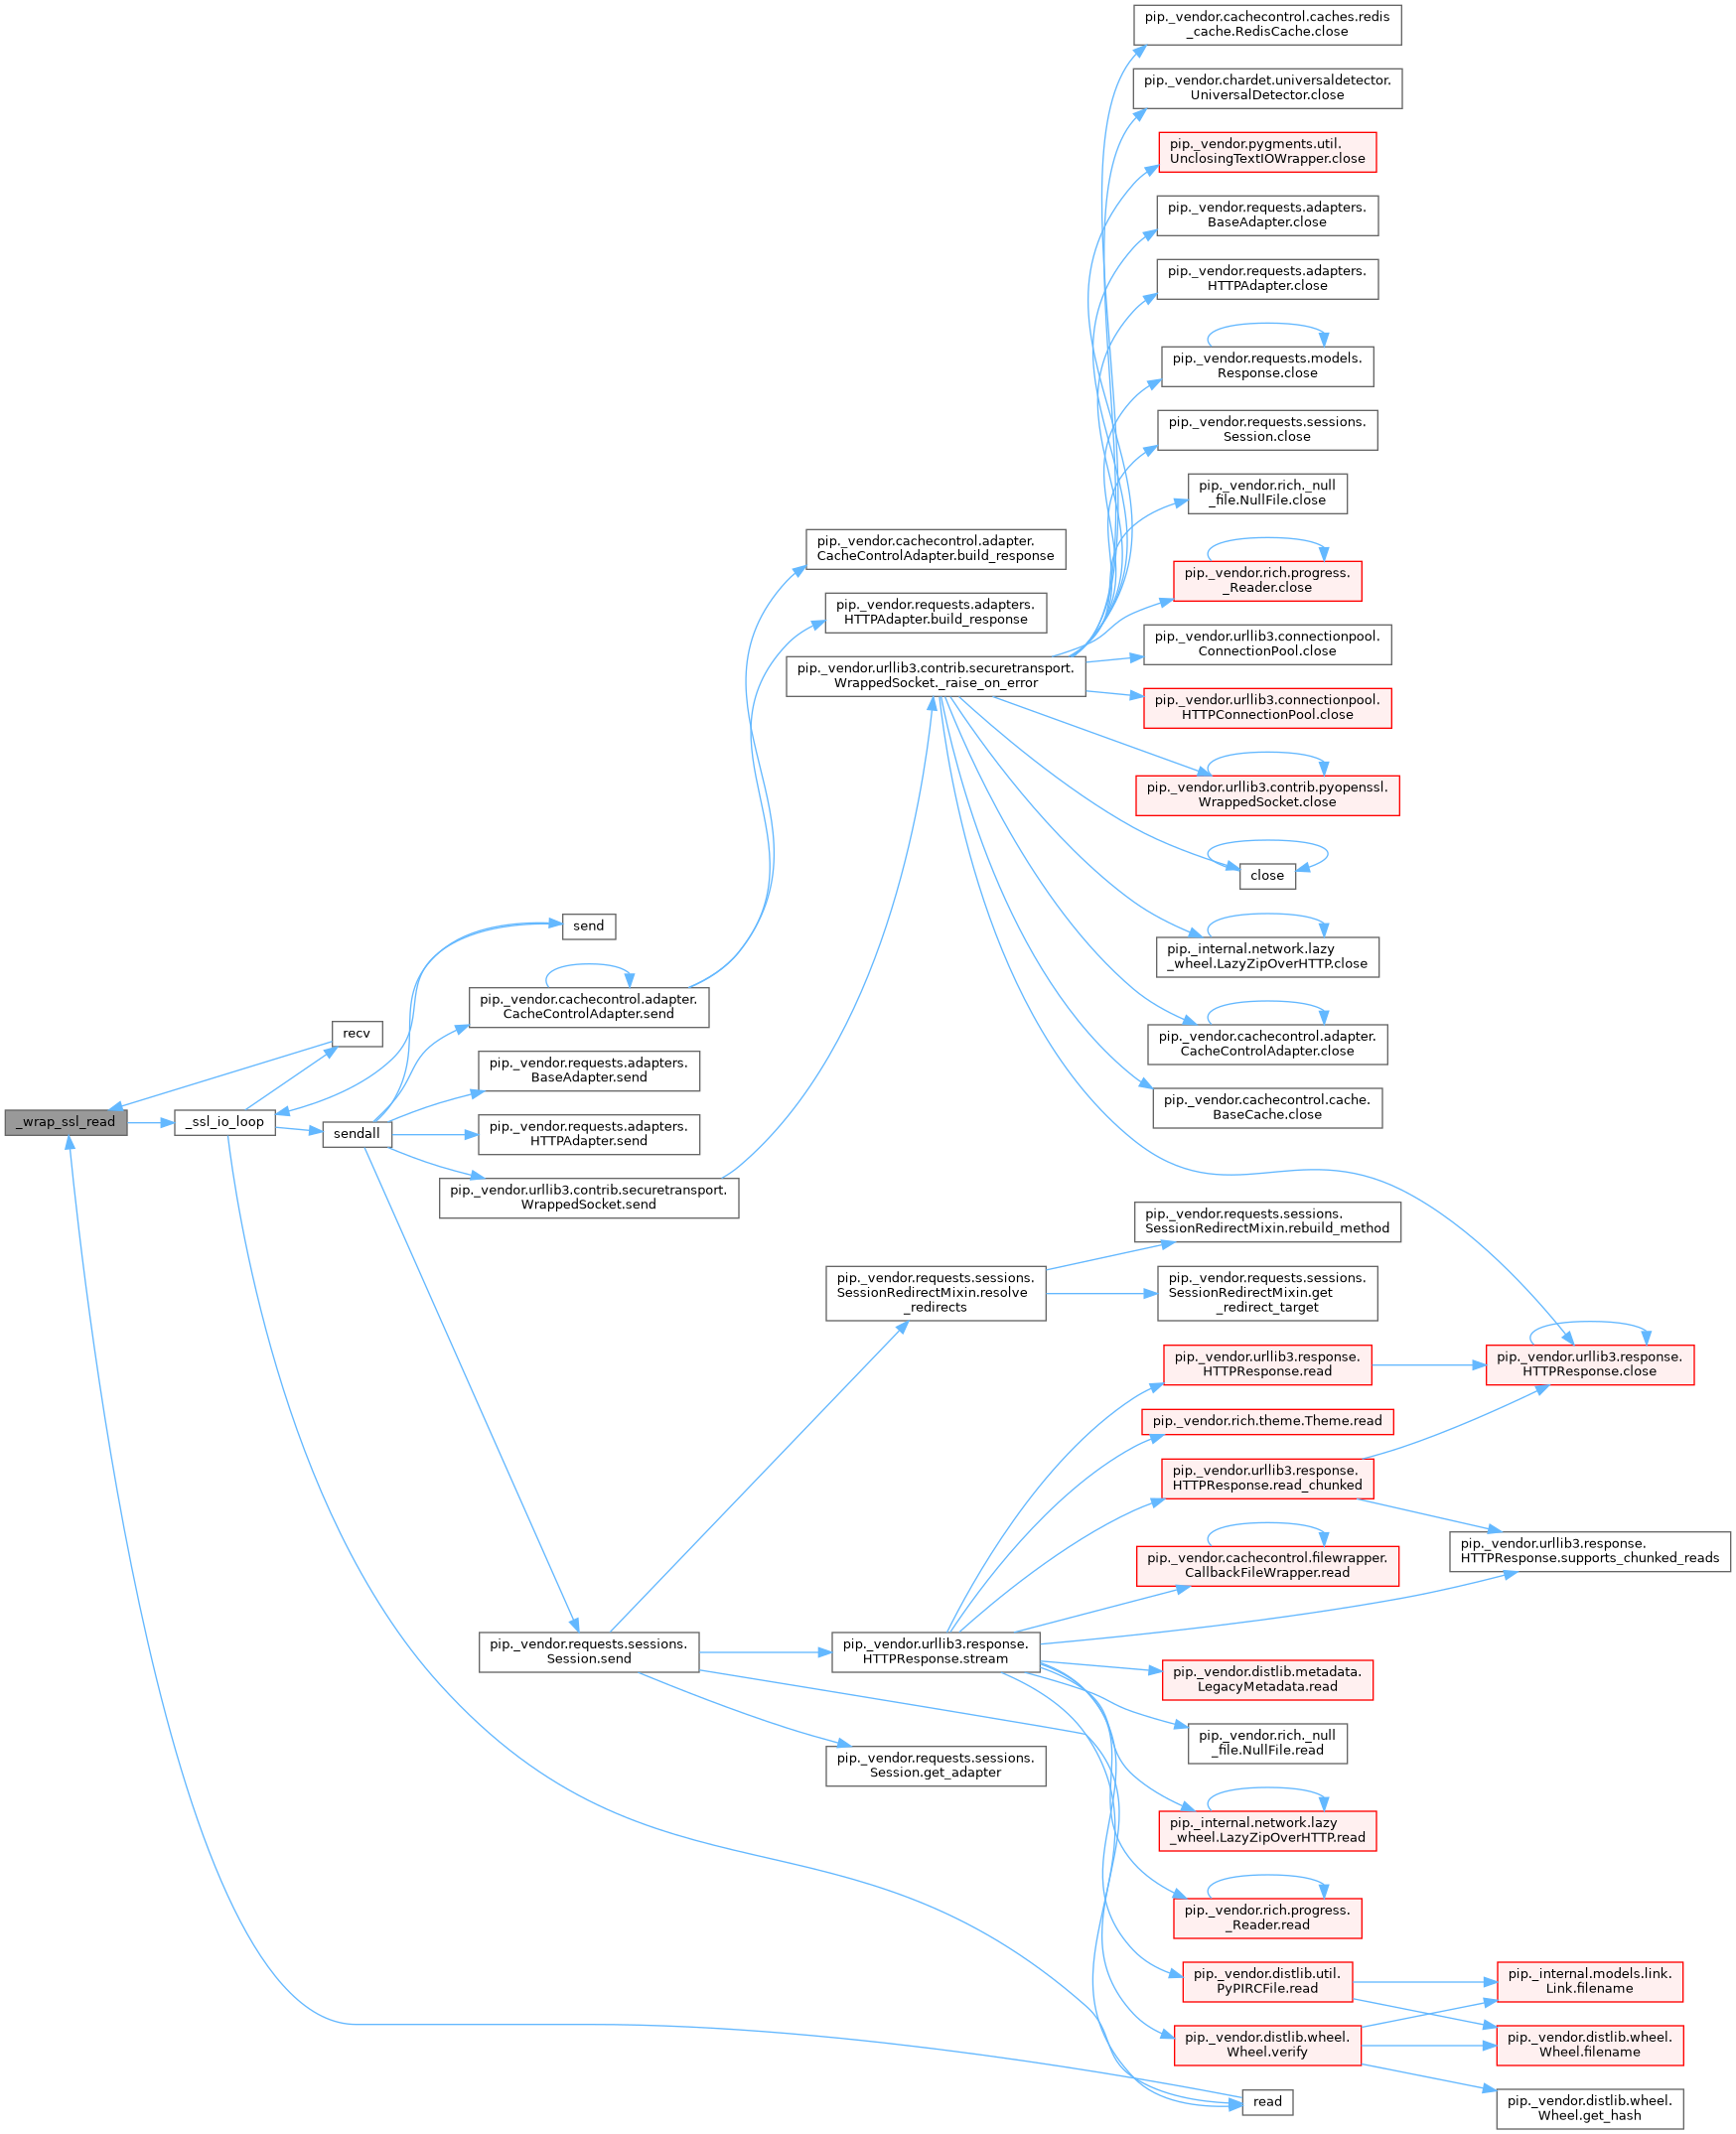 pip._vendor.cachecontrol.caches.redis
_cache.RedisCache.close
pip._vendor.chardet.universaldetector.
UniversalDetector.close
pip._vendor.pygments.util.
UnclosingTextIOWrapper.close
pip._vendor.requests.adapters.
BaseAdapter.close
pip._vendor.requests.adapters.
HTTPAdapter.close
pip._vendor.requests.models.
Response.close
pip._vendor.requests.sessions.
Session.close
pip._vendor.rich._null
_file.NullFile.close
pip._vendor.cachecontrol.adapter.
CacheControlAdapter.build_response
pip._vendor.rich.progress.
_Reader.close
pip._vendor.requests.adapters.
HTTPAdapter.build_response
pip._vendor.urllib3.connectionpool.
ConnectionPool.close
pip._vendor.urllib3.contrib.securetransport.
WrappedSocket._raise_on_error
pip._vendor.urllib3.connectionpool.
HTTPConnectionPool.close
pip._vendor.urllib3.contrib.pyopenssl.
WrappedSocket.close
close
send
pip._internal.network.lazy
_wheel.LazyZipOverHTTP.close
pip._vendor.cachecontrol.adapter.
CacheControlAdapter.send
recv
pip._vendor.cachecontrol.adapter.
CacheControlAdapter.close
pip._vendor.requests.adapters.
BaseAdapter.send
pip._vendor.cachecontrol.cache.
BaseCache.close
_wrap_ssl_read
_ssl_io_loop
sendall
pip._vendor.requests.adapters.
HTTPAdapter.send
pip._vendor.urllib3.contrib.securetransport.
WrappedSocket.send
pip._vendor.requests.sessions.
SessionRedirectMixin.rebuild_method
pip._vendor.requests.sessions.
SessionRedirectMixin.resolve
_redirects
pip._vendor.requests.sessions.
SessionRedirectMixin.get
_redirect_target
pip._vendor.urllib3.response.
HTTPResponse.read
pip._vendor.urllib3.response.
HTTPResponse.close
pip._vendor.rich.theme.Theme.read
pip._vendor.urllib3.response.
HTTPResponse.read_chunked
pip._vendor.urllib3.response.
HTTPResponse.supports_chunked_reads
pip._vendor.cachecontrol.filewrapper.
CallbackFileWrapper.read
pip._vendor.requests.sessions.
Session.send
pip._vendor.urllib3.response.
HTTPResponse.stream
pip._vendor.distlib.metadata.
LegacyMetadata.read
pip._vendor.rich._null
_file.NullFile.read
pip._vendor.requests.sessions.
Session.get_adapter
pip._internal.network.lazy
_wheel.LazyZipOverHTTP.read
pip._vendor.rich.progress.
_Reader.read
pip._vendor.distlib.util.
PyPIRCFile.read
pip._internal.models.link.
Link.filename
pip._vendor.distlib.wheel.
Wheel.verify
pip._vendor.distlib.wheel.
Wheel.filename
read
pip._vendor.distlib.wheel.
Wheel.get_hash